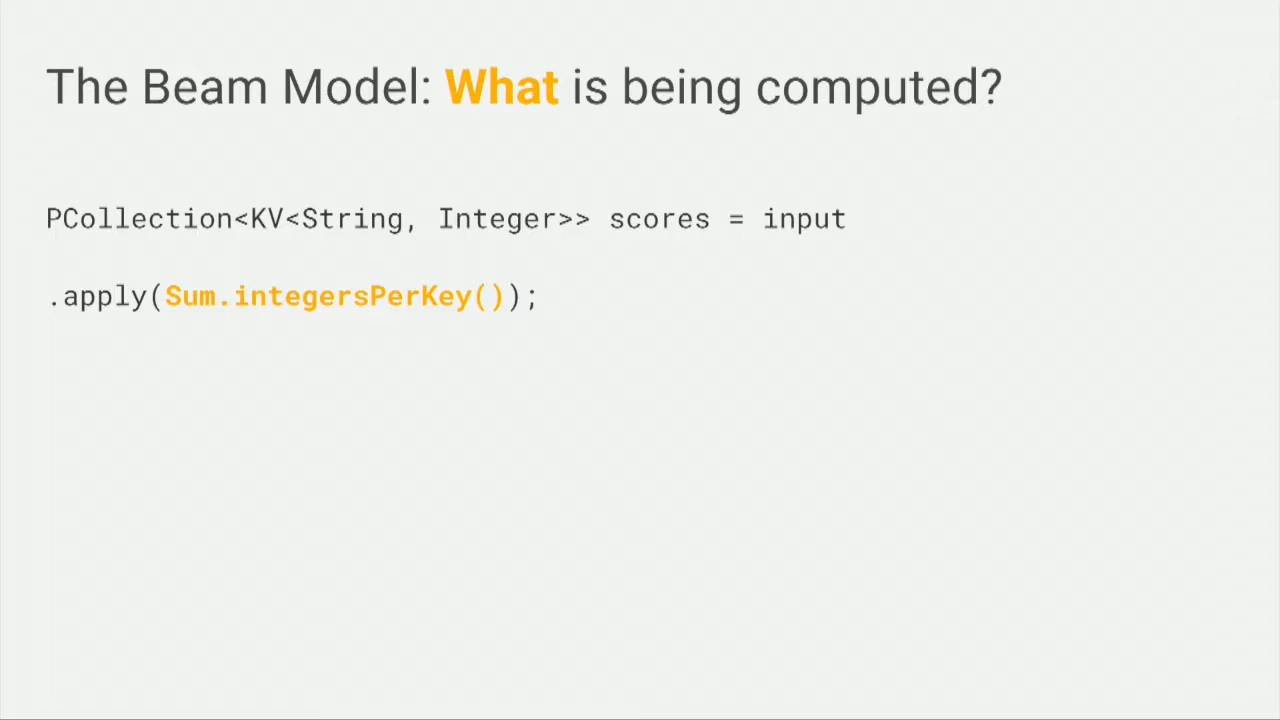 The Beam Model: What is being computed?
PCollection<KV<String, Integer>> scores = input
.apply(Sum.integersPerKey());